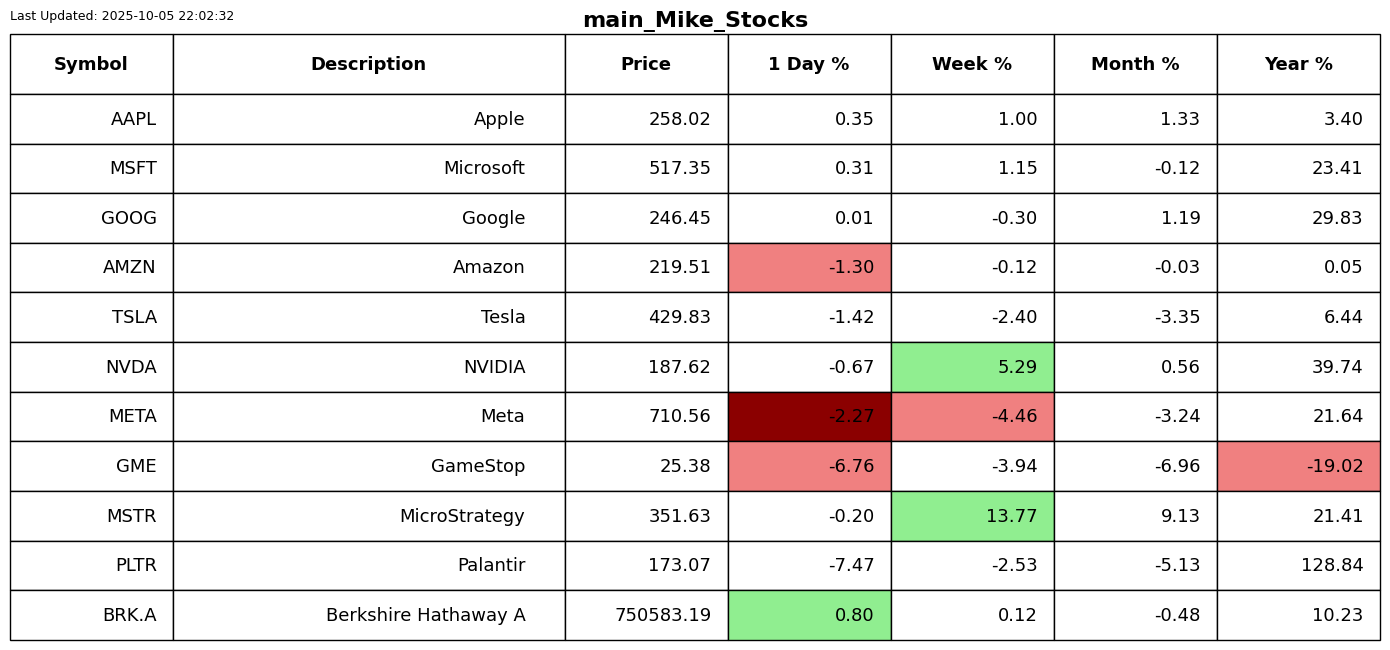 Last Updated: 2025-10-05 22:02:32
main_Mike_Stocks
Symbol Description Price 1 Day % Week % Month % Year %
AAPL Apple 258.02 0.35 1.00 1.33 3.40
MSFT Microsoft 517.35 0.31 1.15 -0.12 23.41
GOOG Google 246.45 0.01 -0.30 1.19 29.83
AMZN Amazon 219.51 -1.30 -0.12 -0.03 0.05
TSLA Tesla 429.83 -1.42 -2.40 -3.35 6.44
NVDA NVIDIA 187.62 -0.67 5.29 0.56 39.74
META Meta 710.56 -2.27 -4.46 -3.24 21.64
GME GameStop 25.38 -6.76 -3.94 -6.96 -19.02
MSTR MicroStrategy 351.63 -0.20 13.77 9.13 21.41
PLTR Palantir 173.07 -7.47 -2.53 -5.13 128.84
BRK.A Berkshire Hathaway A 750583.19 0.80 0.12 -0.48 10.23